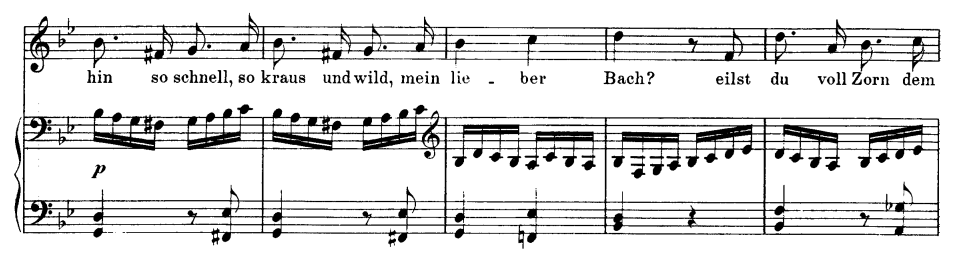 hin so schnell, so kraus und wild, mein lie - ber Bach? eilst du voll Zorn dem
p